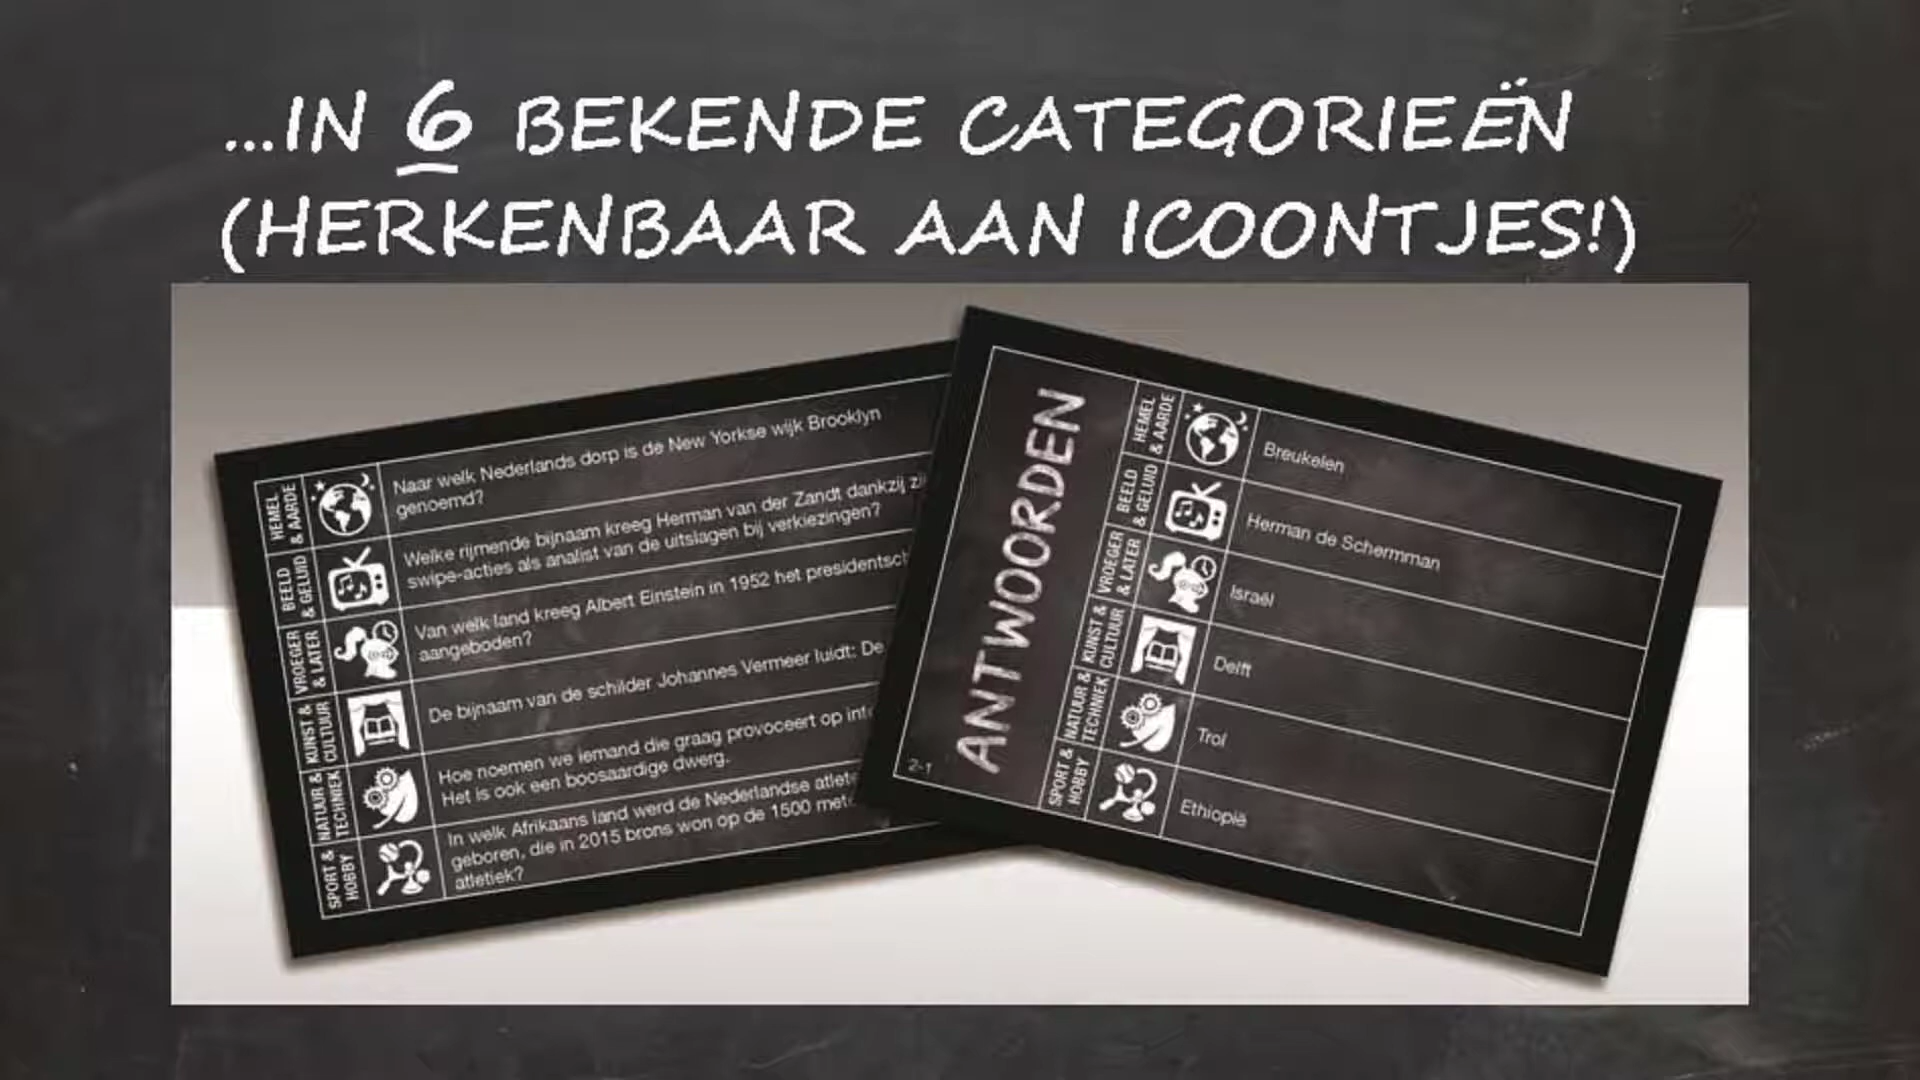 ...IN 6 BEKENDE CATEGORIEËN
(HERKENBAAR AAN ICOONTJES!)
HEMEL
& AARDE
Naar welk Nederlands dorp is de New Yorkse wijk Brooklyn
genoemd?
BEELD
& GELUID
Welke rijmende bijnaam kreeg Herman van der Zandt dankzij
swipe-acties als analist van de uitslagen bij verkiezingen?
VROEGER
& LATER
Van welk land kreeg Albert Einstein in 1952 het
aangeboden?
KUNST &
CULTUUR
De bijnaam van de schilder Johannes Vermeer luidt: De
NATUUR &
TECHNIEK
Hoe noemen we iemand die graag provoceert op
Het is ook een boosaardige dwerg.
SPORT &
HOBBY
In welk Afrikaans land werd de Nederlandse
geboren, die in 2015 brons won op de 1500
atletiek?
ANTWOORDEN
2-1
HEMEL
& AARDE
Breukelen
BEELD
& GELUID
Herman de Schermman
VROEGER
& LATER
Israël
KUNST &
CULTUUR
Delft
NATUUR &
TECHNIEK
Trol
SPORT &
HOBBY
Ethiopië